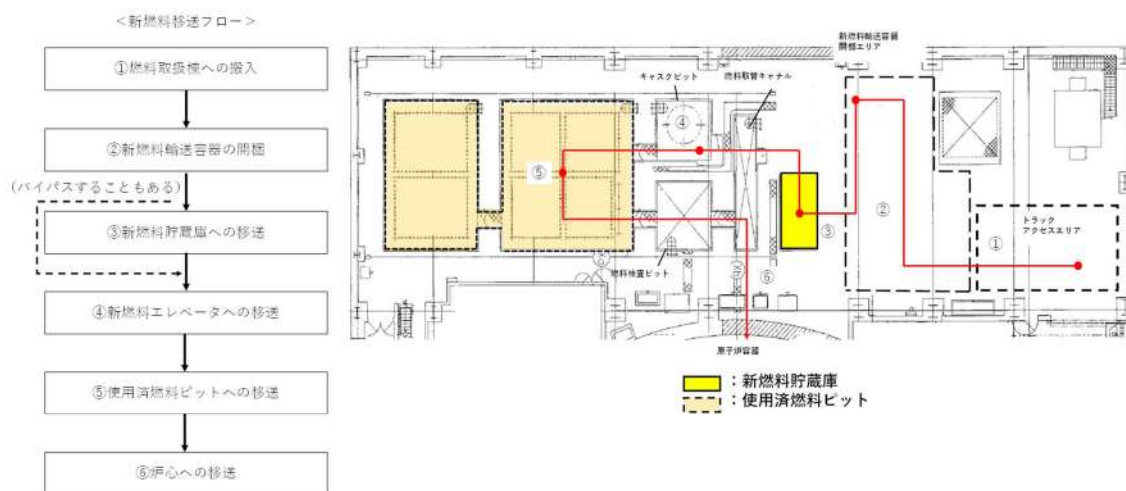 ＜新燃料移送フロー＞
①燃料取扱棟への搬入
②新燃料輸送容器の開梱
(バイパスすることもある)
③新燃料貯蔵庫への移送
④新燃料エレベータへの移送
⑤使用済燃料ピットへの移送
⑥炉心への移送
新燃料輸送容器
開梱エリア
キャスクピット
燃料取替キャナル
④
⑤
②
③
①
トラック
アクセスエリア
燃料検査ピット
⑥
原子炉容器
：新燃料貯蔵庫
：使用済燃料ピット